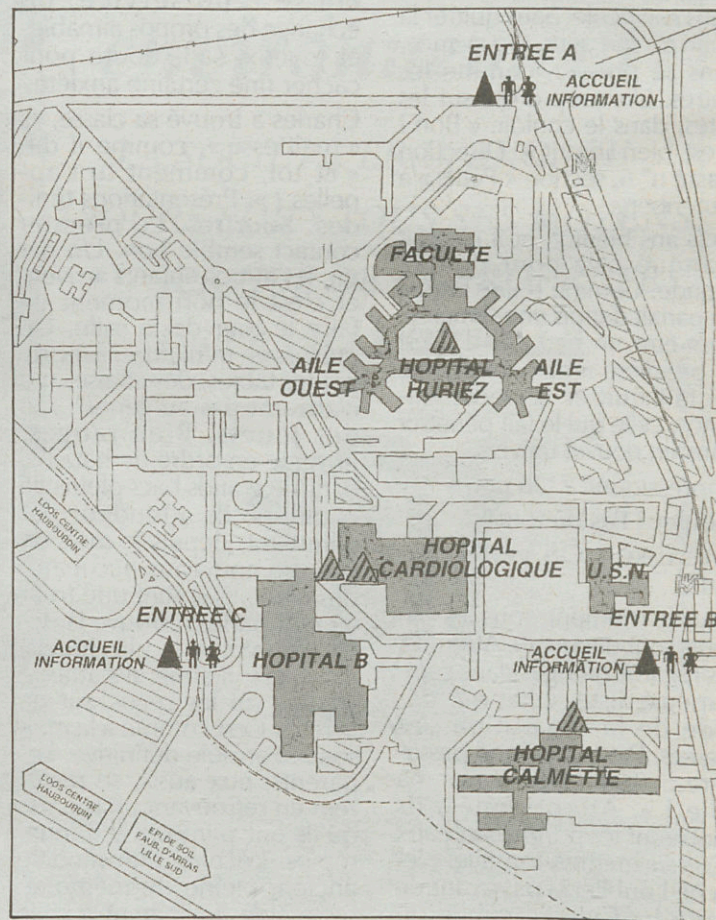 ENTREE A
ACCUEIL
INFORMATION
FACULTE
AILE
OUEST
HOPITAL
HURIEZ
AILE
EST
LOOS CENTRE
HAUBOURDIN
HOPITAL
CARDIOLOGIQUE
U.S.N.
ENTREE C
ACCUEIL
INFORMATION
HOPITAL B
ENTREE B
ACCUEIL
INFORMATION
HOPITAL
CALMETTE
LOOS CENTRE
HAUBOURDIN
EPI DE SOIL
FAUB. D'ARRAS
LILLE SUD